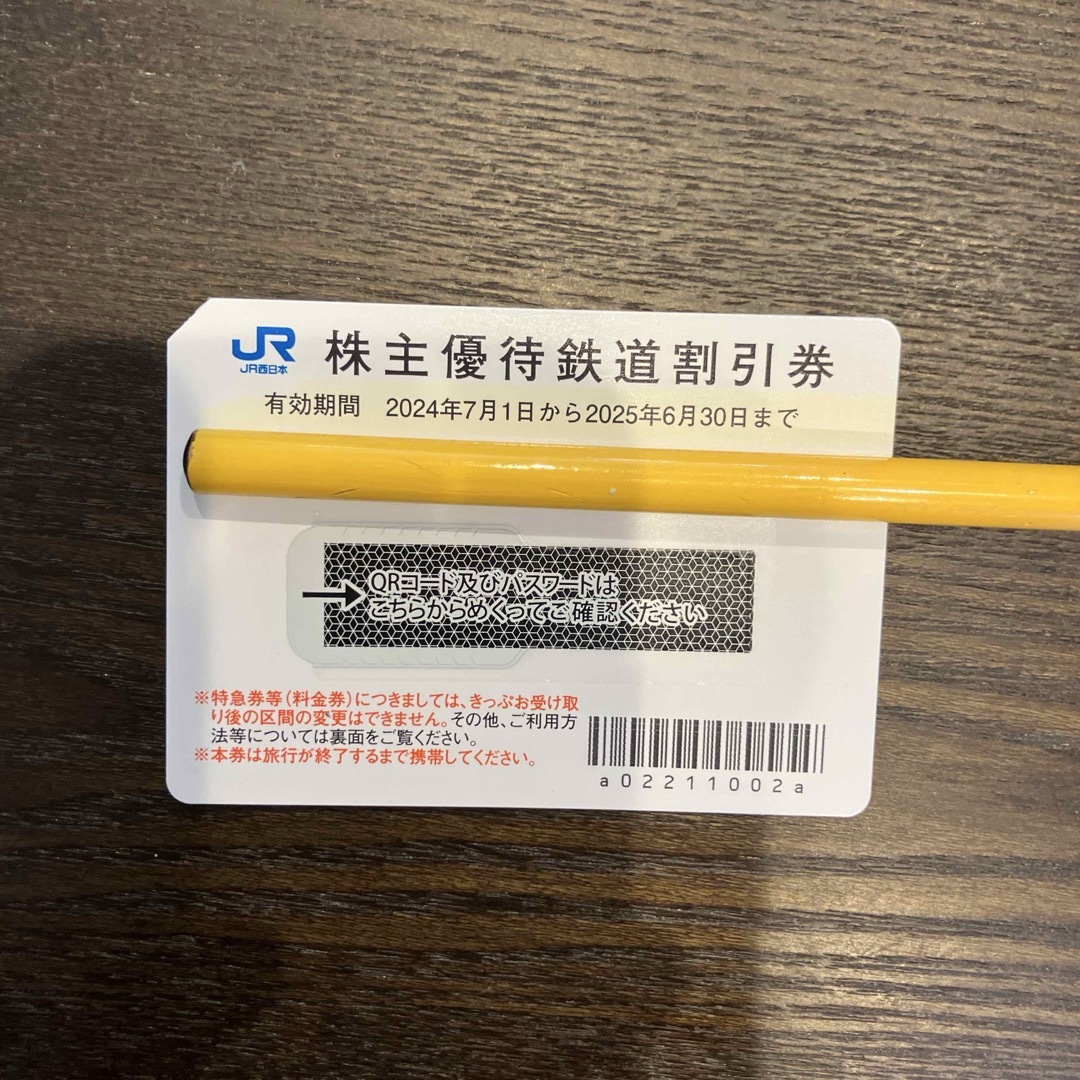 JR
JR西日本
株主優待鉄道割引券
有効期間 2024年7月1日から2025年6月30日まで
QRコード及びパスワードは
こちらからめくってご確認ください
※特急券等(料金券)につきましては、きっぷお受け取
り後の区間の変更はできません。その他、ご利用方
法等については裏面をご覧ください。
※本券は旅行が終了するまで携帯してください。
a02211002a